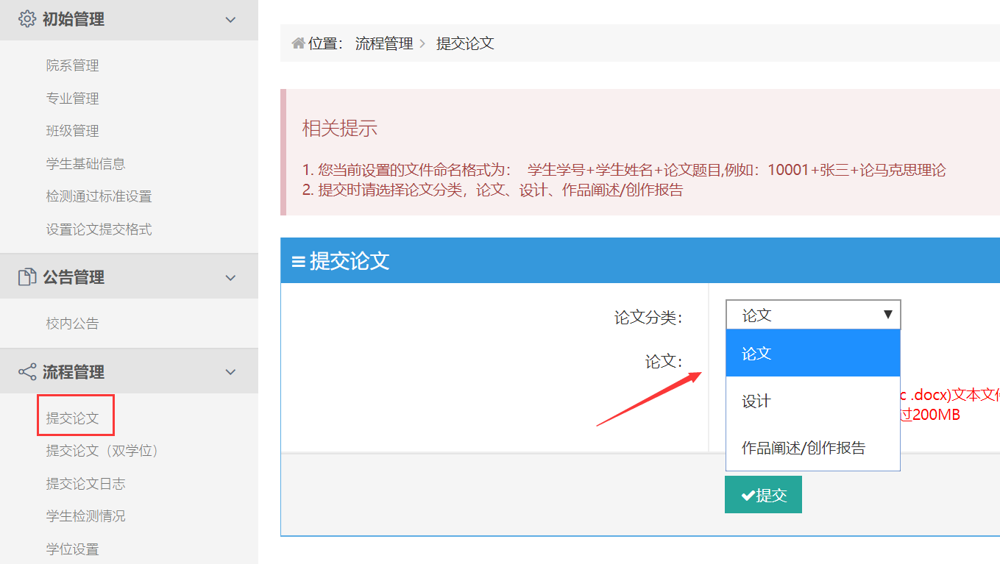 初始管理
院系管理
专业管理
班级管理
学生基础信息
检测通过标准设置
设置论文提交格式
公告管理
校内公告
流程管理
提交论文
提交论文（双学位）
提交论文日志
学生检测情况
学位设置
位置： 流程管理 提交论文
相关提示
1. 您当前设置的文件命名格式为： 学生学号+学生姓名+论文题目,例如：10001+张三+论马克思理论
2. 提交时请选择论文分类，论文、设计、作品阐述/创作报告
提交论文
论文分类： 论文
论文：
论文
设计
作品阐述/创作报告
c .docx)文本文件
过200MB
提交